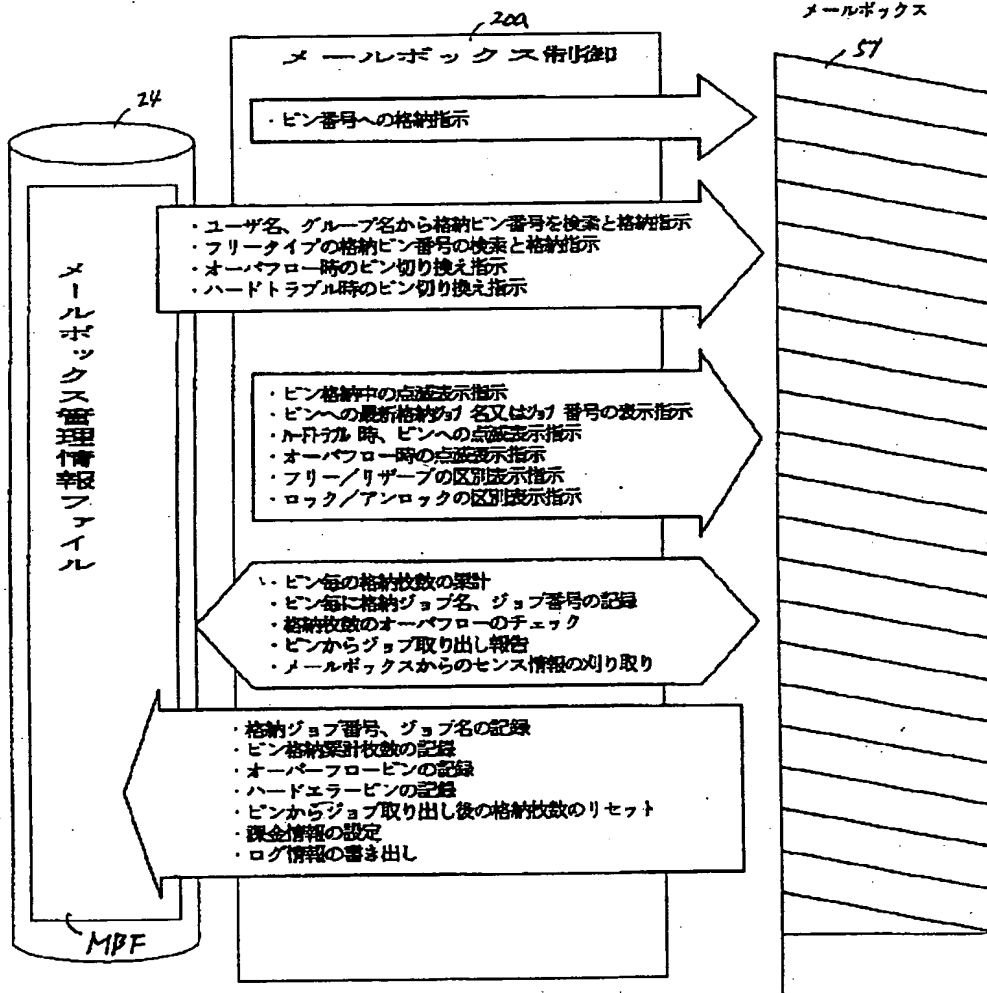 メールボックス
20a
メールボックス制御
51
24
・ビン番号への格納指示
・ユーザ名、グループ名から格納ビン番号を検索と格納指示
・フリータイプの格納ビン番号の検索と格納指示
・オーバフロー時のビン切り換え指示
・ハードトラブル時のビン切り換え指示
メールボックス管理情報ファイル
・ビン格納中の点滅表示指示
・ビンへの最新格納ジョブ名又はジョブ番号の表示指示
・ハードトラブル時、ビンへの点滅表示指示
・オーバフロー時の点滅表示指示
・フリー/リザーブの区別表示指示
・ロック/アンロックの区別表示指示
・ビン毎の格納枚数の累計
・ビン毎に格納ジョブ名、ジョブ番号の記録
・格納枚数のオーバフローのチェック
・ビンからジョブ取り出し報告
・メールボックスからのセンス情報の刈り取り
・格納ジョブ番号、ジョブ名の記録
・ビン格納累計枚数の記録
・オーバーフロービンの記録
・ハードエラービンの記録
・ビンからジョブ取り出し後の格納枚数のリセット
・課金情報の設定
・ログ情報の書き出し
MBF